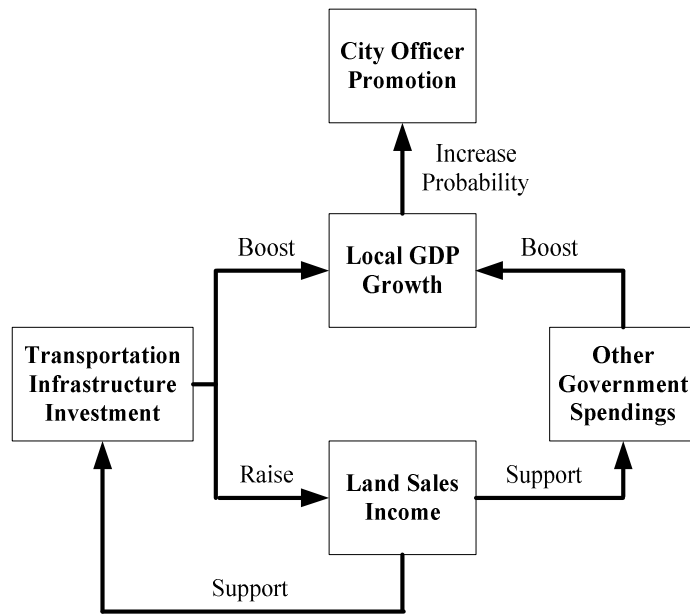 City Officer
Promotion
Increase
Probability
Boost
Local GDP
Growth
Boost
Transportation
Infrastructure
Investment
Other
Government
Spendings
Raise
Land Sales
Income
Support
Support